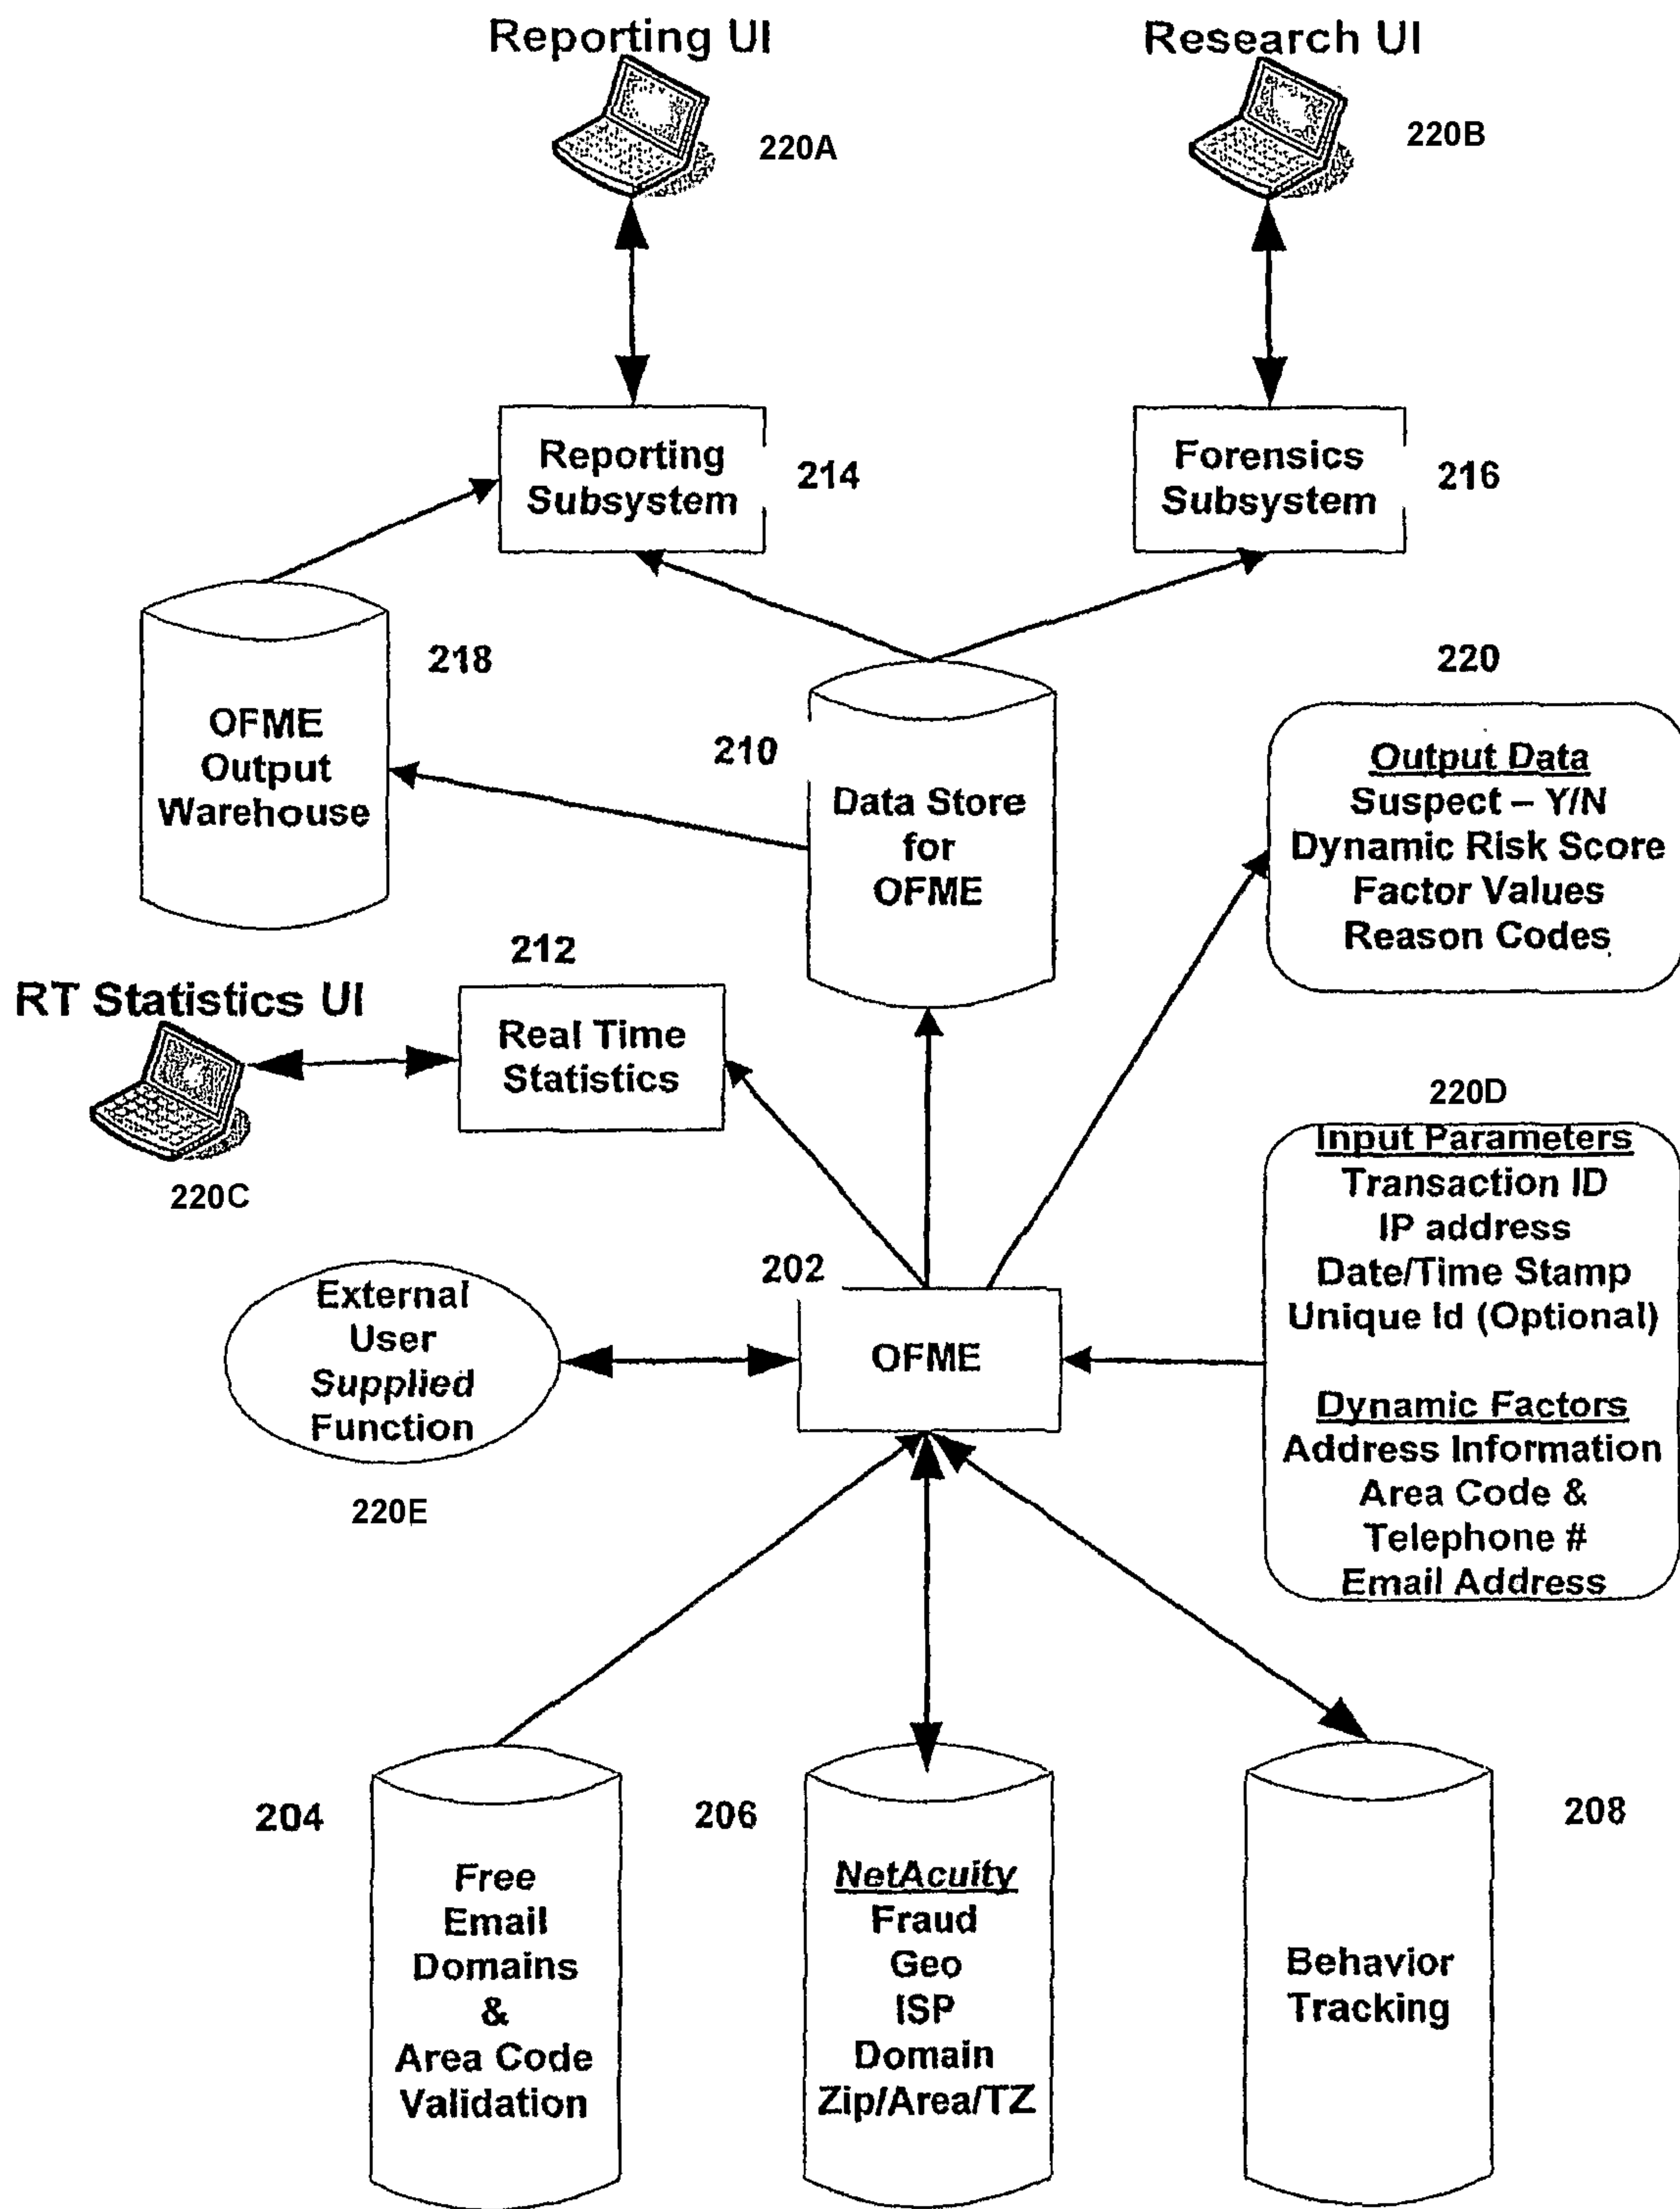 Reporting UI
Research UI
220A
220B
Reporting
Subsystem
214
Forensics
Subsystem
216
218
OFME
Output
Warehouse
210
Data Store
for
OFME
220
Output Data
Suspect – Y/N
Dynamic Risk Score
Factor Values
Reason Codes
212
RT Statistics UI
Real Time
Statistics
220C
220D
Input Parameters
Transaction ID
IP address
Date/Time Stamp
Unique Id (Optional)
Dynamic Factors
Address Information
Area Code &
Telephone #
Email Address
202
OFME
External
User
Supplied
Function
220E
204
Free
Email
Domains
&
Area Code
Validation
206
NetAcuity
Fraud
Geo
ISP
Domain
Zip/Area/TZ
208
Behavior
Tracking